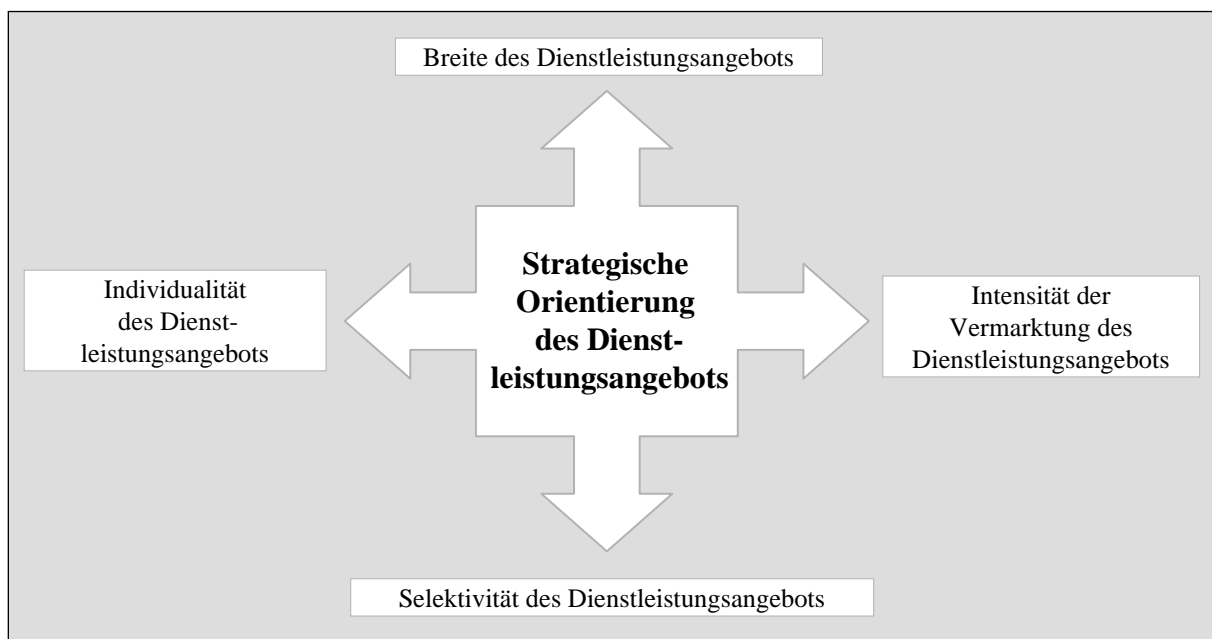 Breite des Dienstleistungsangebots
Individualität
des Dienst-
leistungsangebots
Strategische
Orientierung
des Dienst-
leistungsangebots
Intensität der
Vermarktung des
Dienstleistungsangebots
Selektivität des Dienstleistungsangebots